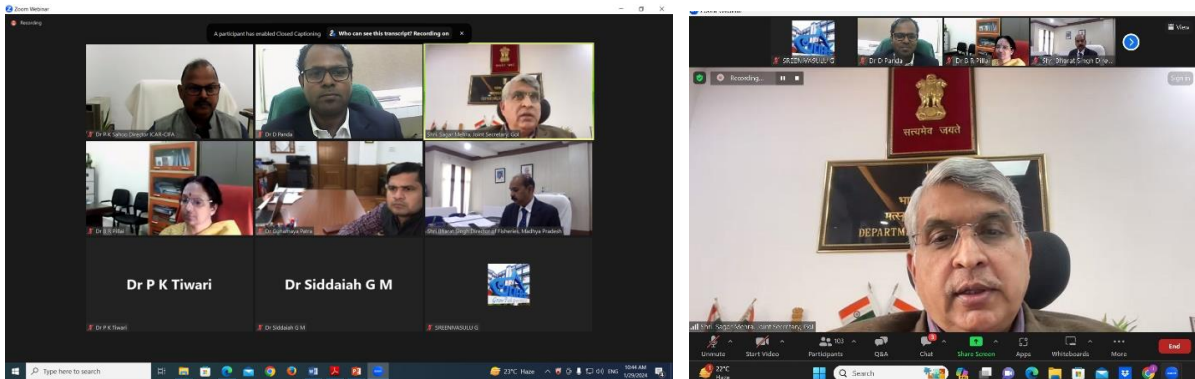 Zoom Webinar
Recording
A participant has enabled Closed Captioning
Who can see this transcript? Recording on
Dr P K Sahoo Director ICAR-CIFA
Dr D Panda
Shri. Sagar Mehra, Joint Secretary, GoI
Dr B R Pillai
Shri Bharat Singh Director of Fisheries, Madhya Pradesh
Dr P K Tiwari
Dr Siddaiah G M
Dr P K Tiwari
Dr Siddaiah G M
SREENIVASULU G
Type here to search
23°C Haze
ENG
10:44 AM
1/29/2024
View
SREENIVASULU G
Dr D Panda
Dr B R Pillai
Shri. Bharat Singh Dire...
Recording...
Sign in
सत्यमेव जयते
DEPARTM
Shri. Sagar Mehra, Joint Secretary, GoI
Unmute
Start Video
103
Participants
Q&A
Chat
Share Screen
Apps
Whiteboards
More
End
22°C
Haze
Search